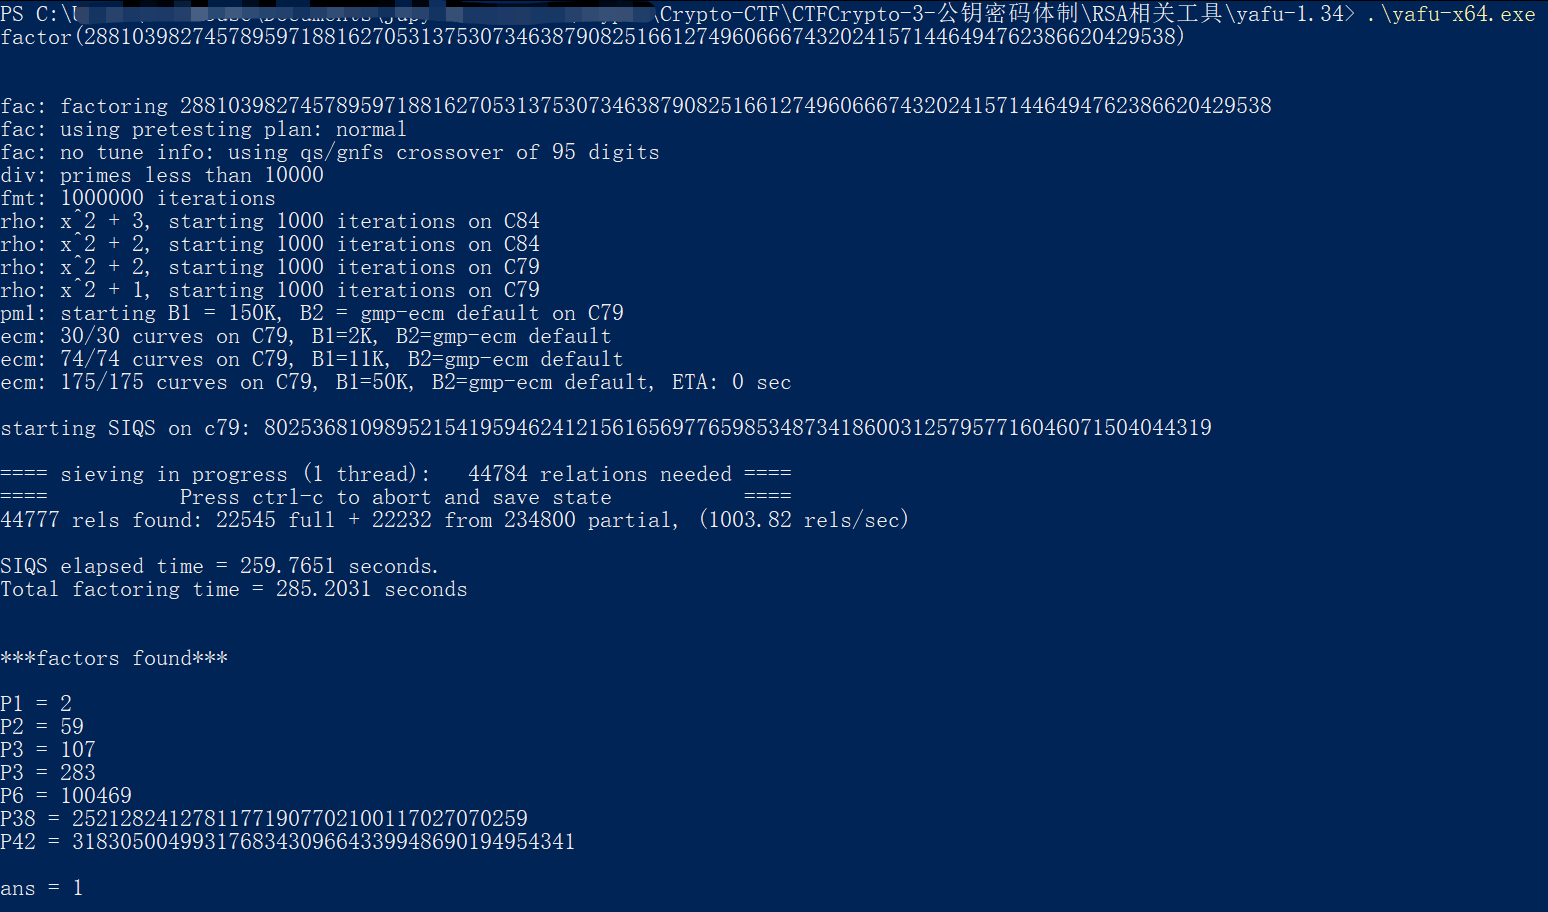 PS C:\U \Crypto-CTF\CTFCrypto-3-公钥密码体制\RSA相关工具\yafu-1.34> .\yafu-x64.exe
factor(2881039827457895971881627053137530734638790825166127496066674320241571446494762386620429538)
fac: factoring 2881039827457895971881627053137530734638790825166127496066674320241571446494762386620429538
fac: using pretesting plan: normal
fac: no tune info: using qs/gnfs crossover of 95 digits
div: primes less than 10000
fmt: 1000000 iterations
rho: x^2 + 3, starting 1000 iterations on C84
rho: x^2 + 2, starting 1000 iterations on C84
rho: x^2 + 2, starting 1000 iterations on C79
rho: x^2 + 1, starting 1000 iterations on C79
pm1: starting B1 = 150K, B2 = gmp-ecm default on C79
ecm: 30/30 curves on C79, B1=2K, B2=gmp-ecm default
ecm: 74/74 curves on C79, B1=11K, B2=gmp-ecm default
ecm: 175/175 curves on C79, B1=50K, B2=gmp-ecm default, ETA: 0 sec
starting SIQS on c79: 8025368109895215419594624121561656977659853487341860031257957716046071504044319
==== sieving in progress (1 thread):   44784 relations needed ====
====           Press ctrl-c to abort and save state           ====
44777 rels found: 22545 full + 22232 from 234800 partial, (1003.82 rels/sec)
SIQS elapsed time = 259.7651 seconds.
Total factoring time = 285.2031 seconds
***factors found***
P1 = 2
P2 = 59
P3 = 107
P3 = 283
P6 = 100469
P38 = 25212824127811771907702100117027070259
P42 = 318305004993176834309664339948690194954341
ans = 1